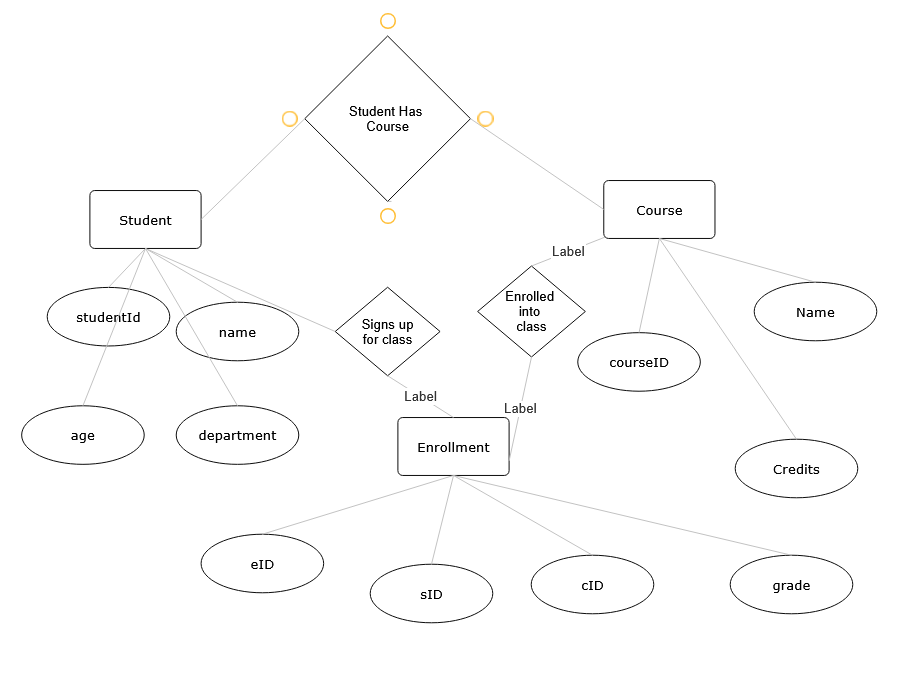 Student Has
Course
Student
Course
Label
Enrolled
into
class
studentId
name
Signs up
for class
Name
courseID
Label
Label
age
department
Enrollment
Credits
eID
sID
cID
grade